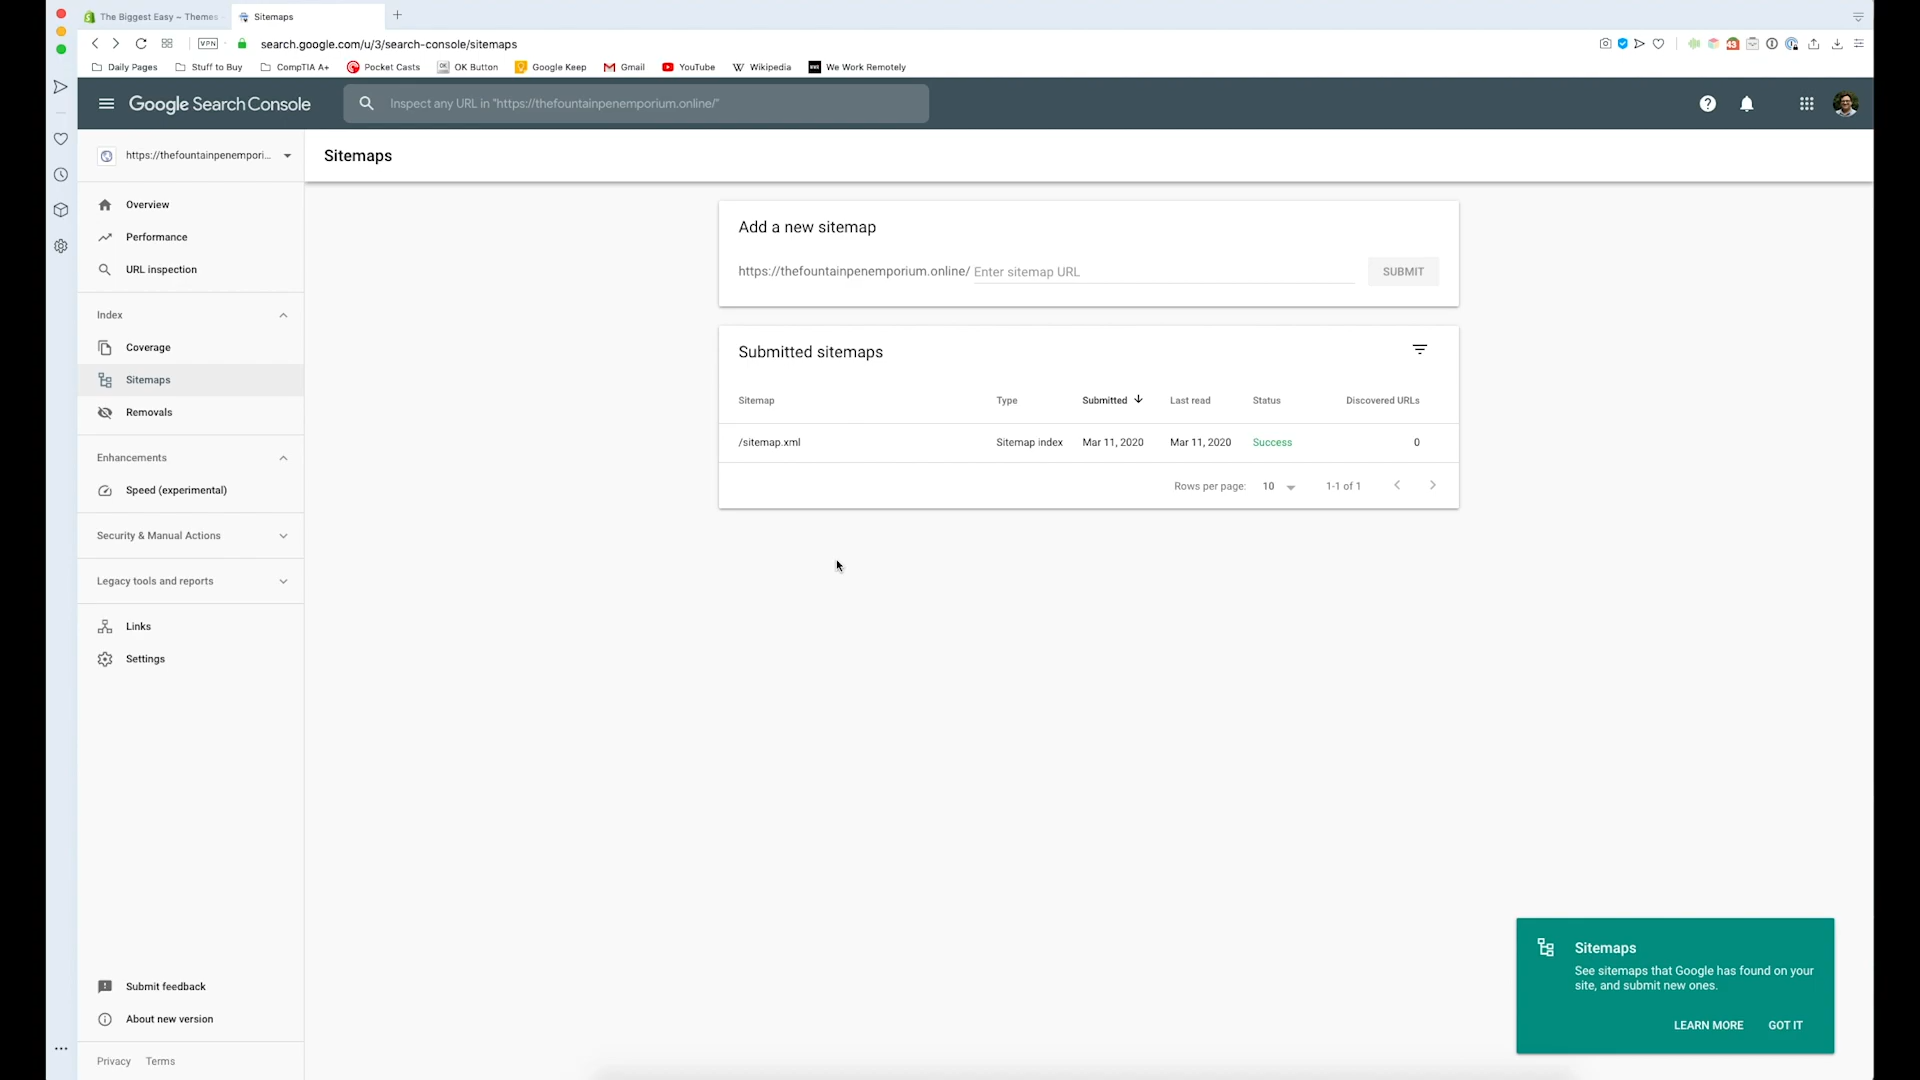 The Biggest Easy ~ Themes
Sitemaps
VPN
search.google.com/u/3/search-console/sitemaps
Daily Pages
Stuff to Buy
CompTIA A+
Pocket Casts
OK Button
Google Keep
Gmail
YouTube
Wikipedia
We Work Remotely
Google Search Console
Inspect any URL in "https://thefountainpenemporium.online/"
https://thefountainpenempori...
Sitemaps
Overview
Performance
URL inspection
Index
Coverage
Sitemaps
Removals
Enhancements
Speed (experimental)
Security & Manual Actions
Legacy tools and reports
Links
Settings
Submit feedback
About new version
Privacy Terms
Add a new sitemap
https://thefountainpenemporium.online/ Enter sitemap URL
SUBMIT
Submitted sitemaps
Sitemap Type Submitted Last read Status Discovered URLs
/sitemap.xml Sitemap index Mar 11, 2020 Mar 11, 2020 Success 0
Rows per page: 10 1-1 of 1
Sitemaps
See sitemaps that Google has found on your
site, and submit new ones.
LEARN MORE GOT IT